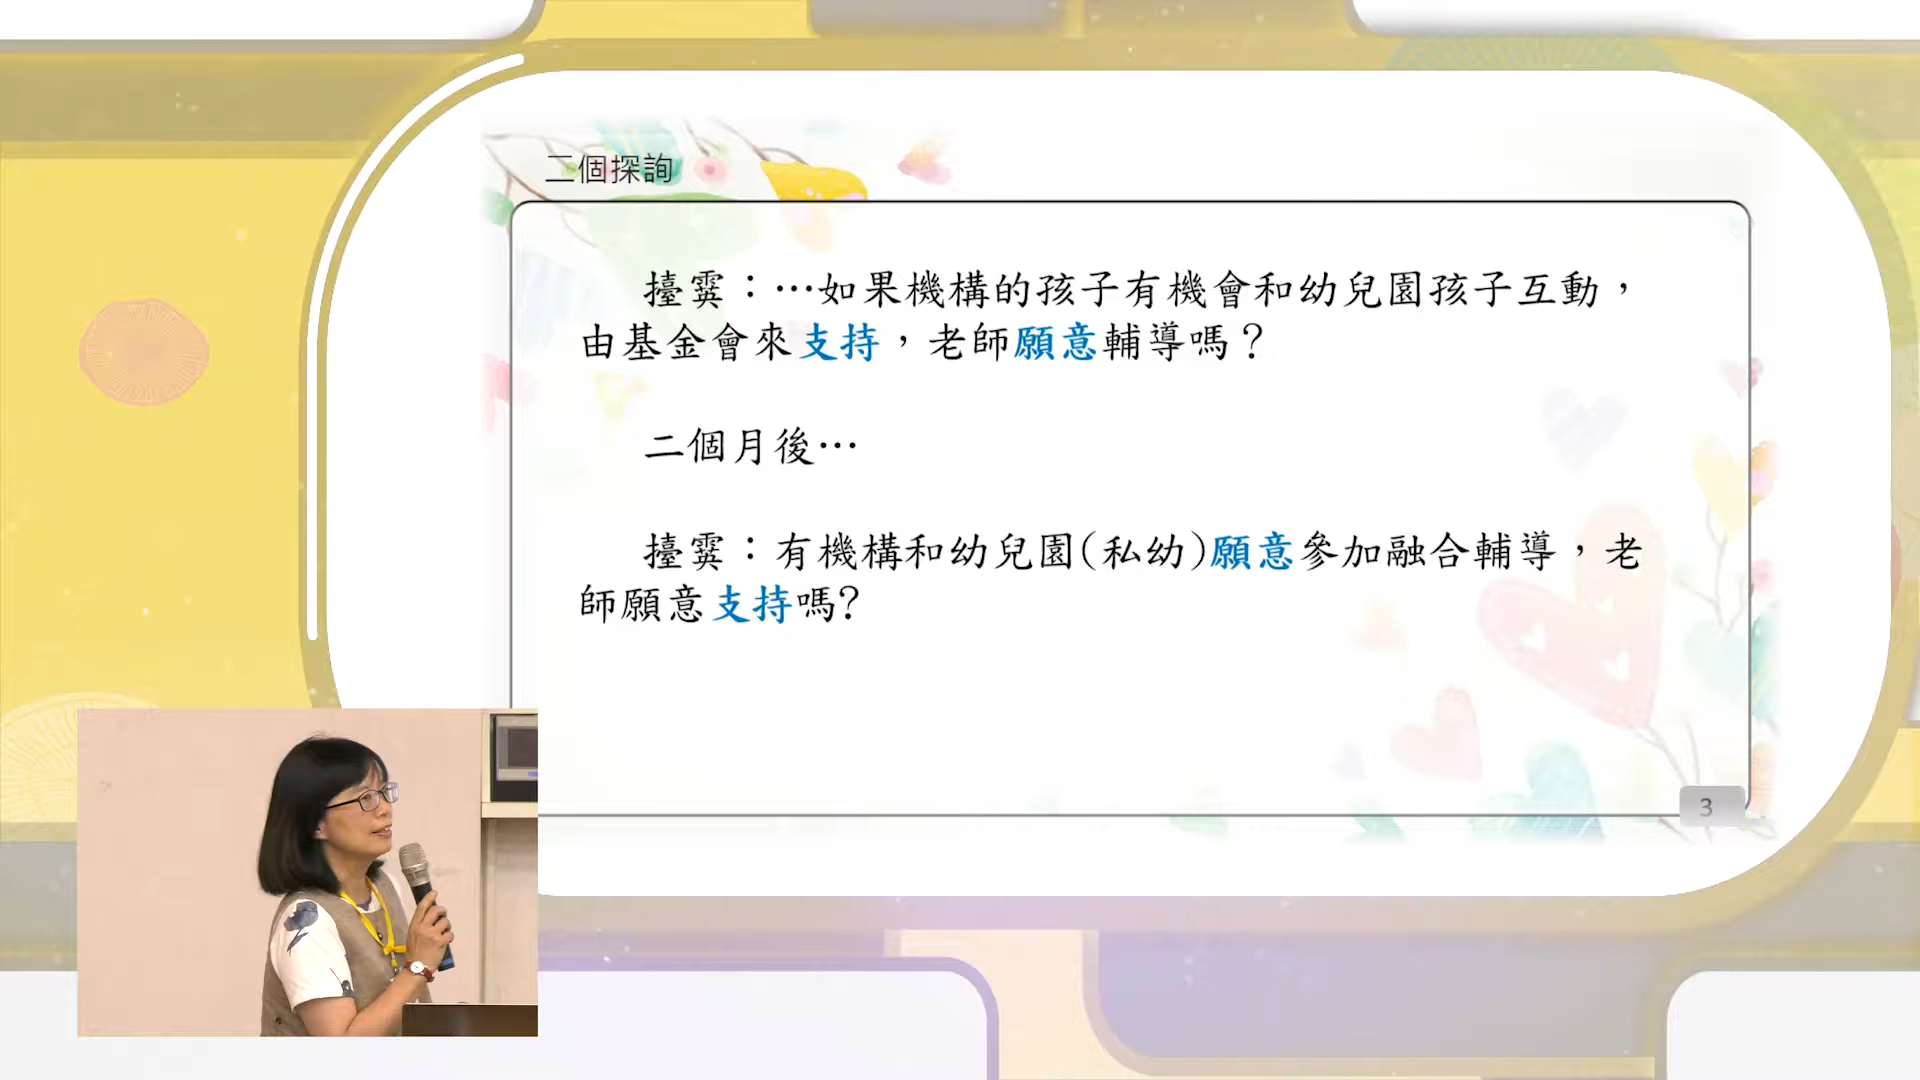 二個探詢
擡霙：…如果機構的孩子有機會和幼兒園孩子互動，
由基金會來支持，老師願意輔導嗎？
二個月後…
擡霙：有機構和幼兒園(私幼)願意參加融合輔導，老
師願意支持嗎?
3